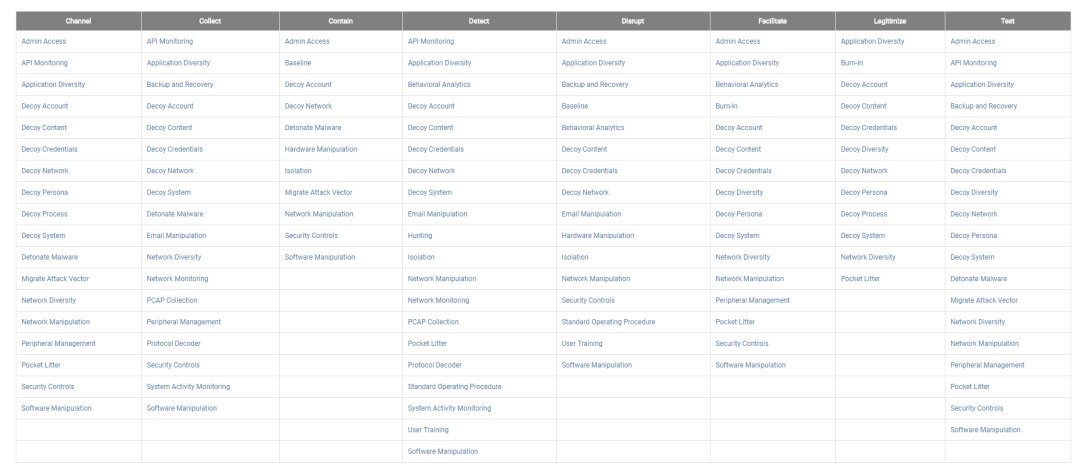 Channel Collect Contain Detect Disrupt Facilitate Legitimize Test
Admin Access API Monitoring Admin Access API Monitoring Admin Access Admin Access Application Diversity Admin Access
API Monitoring Application Diversity Baseline Application Diversity Application Diversity Application Diversity Burn-In API Monitoring
Application Diversity Backup and Recovery Decoy Account Behavioral Analytics Backup and Recovery Behavioral Analytics Decoy Account Application Diversity
Decoy Account Decoy Account Decoy Network Decoy Account Baseline Burn-In Decoy Content Backup and Recovery
Decoy Content Decoy Content Detonate Malware Decoy Content Behavioral Analytics Decoy Account Decoy Credentials Decoy Account
Decoy Credentials Decoy Credentials Hardware Manipulation Decoy Credentials Decoy Content Decoy Content Decoy Diversity Decoy Content
Decoy Network Decoy Network Isolation Decoy Network Decoy Credentials Decoy Credentials Decoy Network Decoy Credentials
Decoy Persona Decoy System Migrate Attack Vector Decoy System Decoy Network Decoy Diversity Decoy Persona Decoy Diversity
Decoy Process Detonate Malware Network Manipulation Email Manipulation Email Manipulation Decoy Persona Decoy Process Decoy Network
Decoy System Email Manipulation Security Controls Hunting Hardware Manipulation Decoy System Decoy System Decoy Persona
Detonate Malware Network Diversity Software Manipulation Isolation Isolation Network Diversity Network Diversity Decoy System
Migrate Attack Vector Network Monitoring Network Manipulation Network Manipulation Network Manipulation Pocket Litter Detonate Malware
Network Diversity PCAP Collection Network Monitoring Security Controls Peripheral Management Migrate Attack Vector
Network Manipulation Peripheral Management PCAP Collection Standard Operating Procedure Pocket Litter Network Diversity
Peripheral Management Protocol Decoder Pocket Litter User Training Security Controls Network Manipulation
Pocket Litter Security Controls Protocol Decoder Software Manipulation Software Manipulation Peripheral Management
Security Controls System Activity Monitoring Standard Operating Procedure Pocket Litter
Software Manipulation Software Manipulation System Activity Monitoring Security Controls
User Training Software Manipulation
Software Manipulation